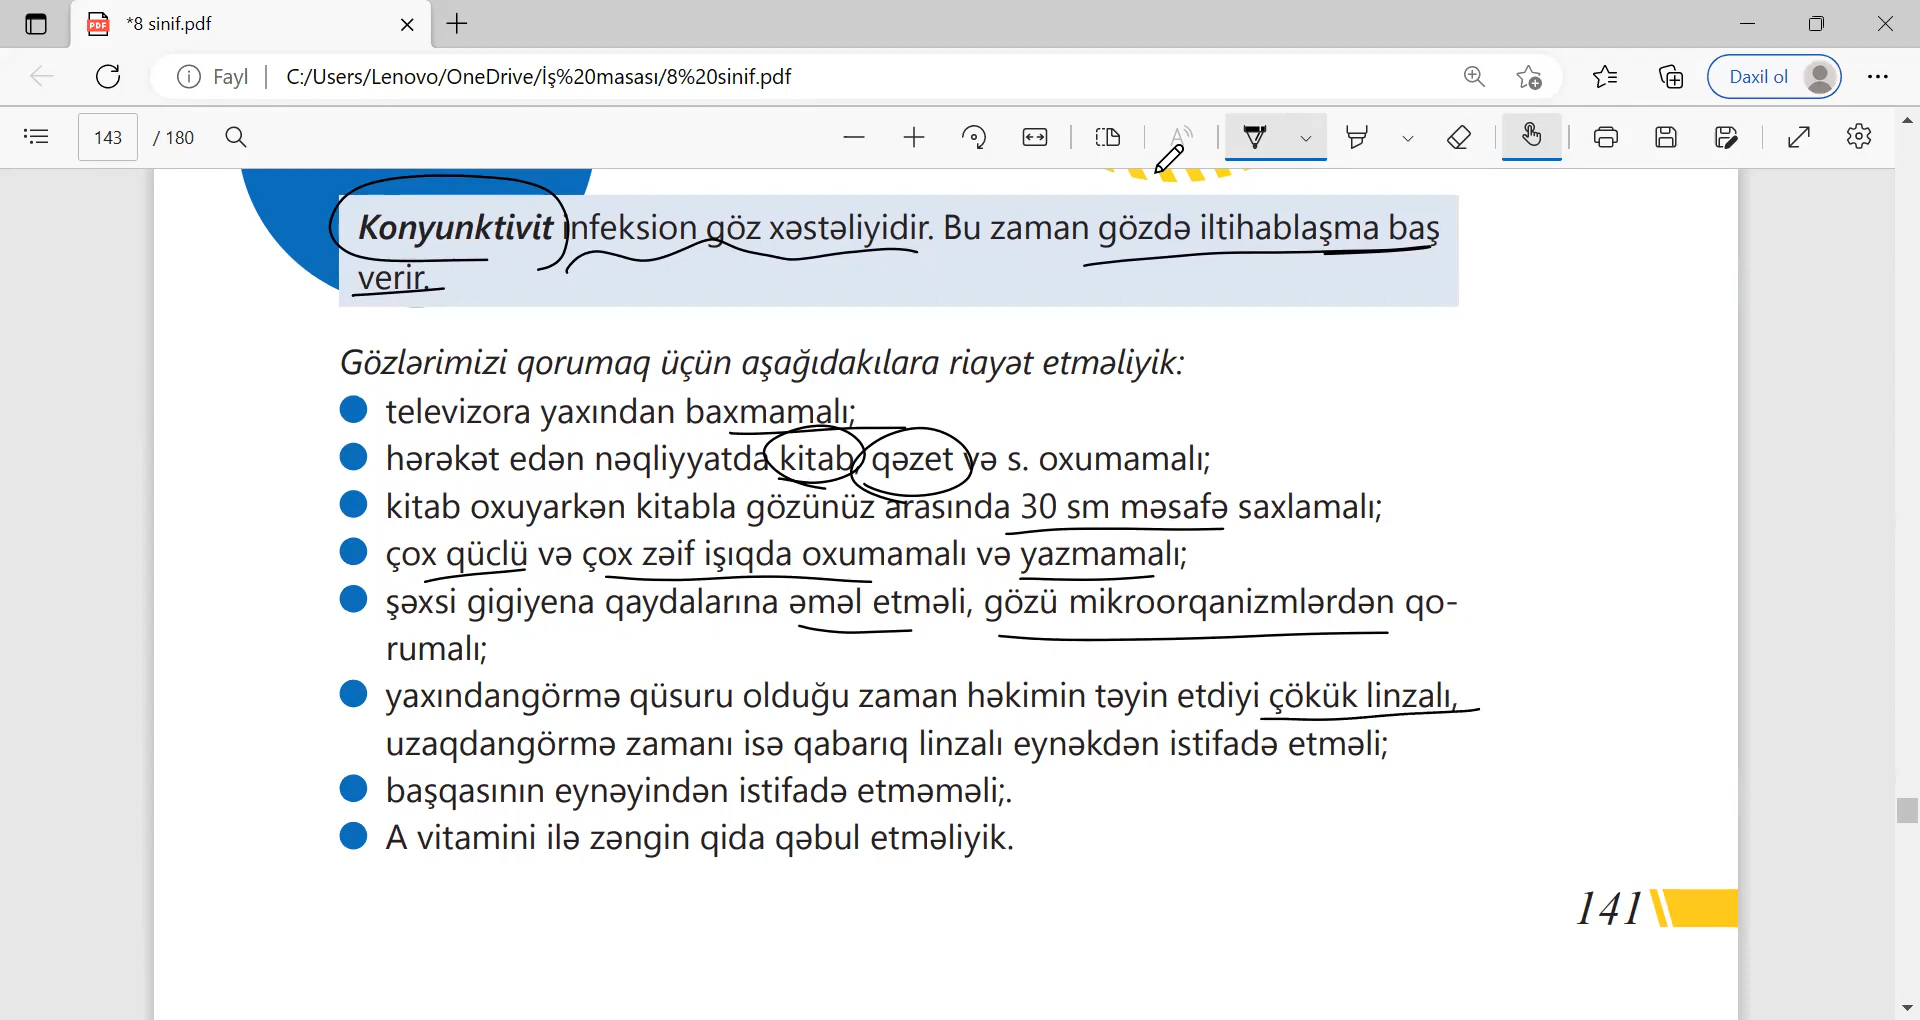 *8 sinif.pdf
Fayl
C:/Users/Lenovo/OneDrive/İş%20masası/8%20sinif.pdf
Daxil ol
143 / 180
Konyunktivit infeksion göz xəstəliyidir. Bu zaman gözdə iltihablaşma baş
verir.
Gözlərimizi qorumaq üçün aşağıdakılara riayət etməliyik:
televizora yaxından baxmamalı;
hərəkət edən nəqliyyatda kitab, qəzet və s. oxumamalı;
kitab oxuyarkən kitabla gözünüz arasında 30 sm məsafə saxlamalı;
çox güclü və çox zəif işıqda oxumamalı və yazmamalı;
şəxsi gigiyena qaydalarına əməl etməli, gözü mikroorqanizmlərdən qo-
rumalı;
yaxındangörmə qüsuru olduğu zaman həkimin təyin etdiyi çökük linzalı,
uzaqdangörmə zamanı isə qabarıq linzalı eynəkdən istifadə etməli;
başqasının eynəyindən istifadə etməməli;.
A vitamini ilə zəngin qida qəbul etməliyik.
141